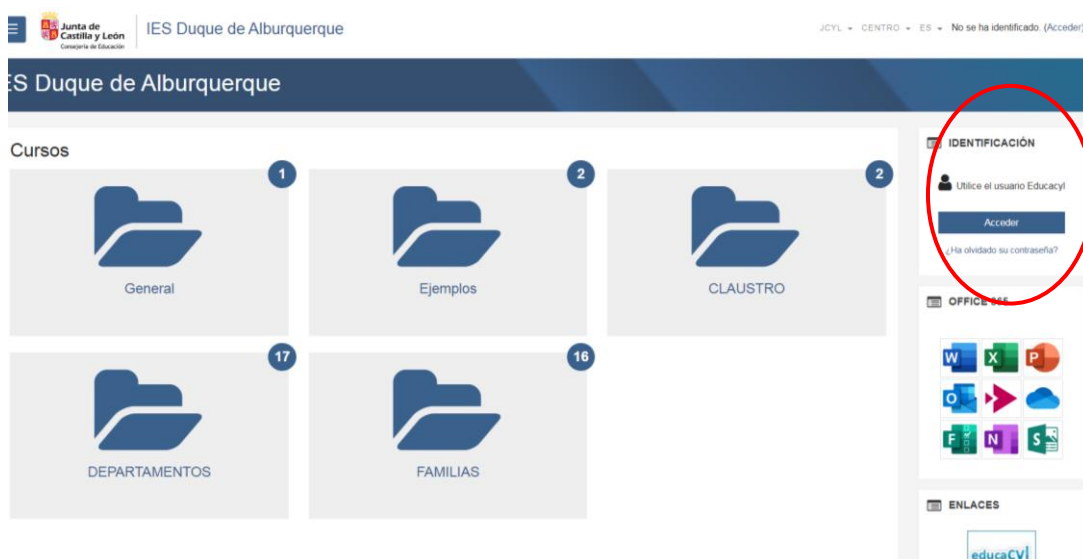 Junta de
Castilla y León
Consejería de Educación
IES Duque de Alburquerque
JCYL
CENTRO
ES
No se ha identificado. (Acceder)
ES Duque de Alburquerque
Cursos
1
General
2
Ejemplos
2
CLAUSTRO
17
DEPARTAMENTOS
16
FAMILIAS
IDENTIFICACIÓN
Utilice el usuario Educacyl
Acceder
¿Ha olvidado su contraseña?
OFFICE 365
W
X
P
O
F
N
S
ENLACES
educaCYL